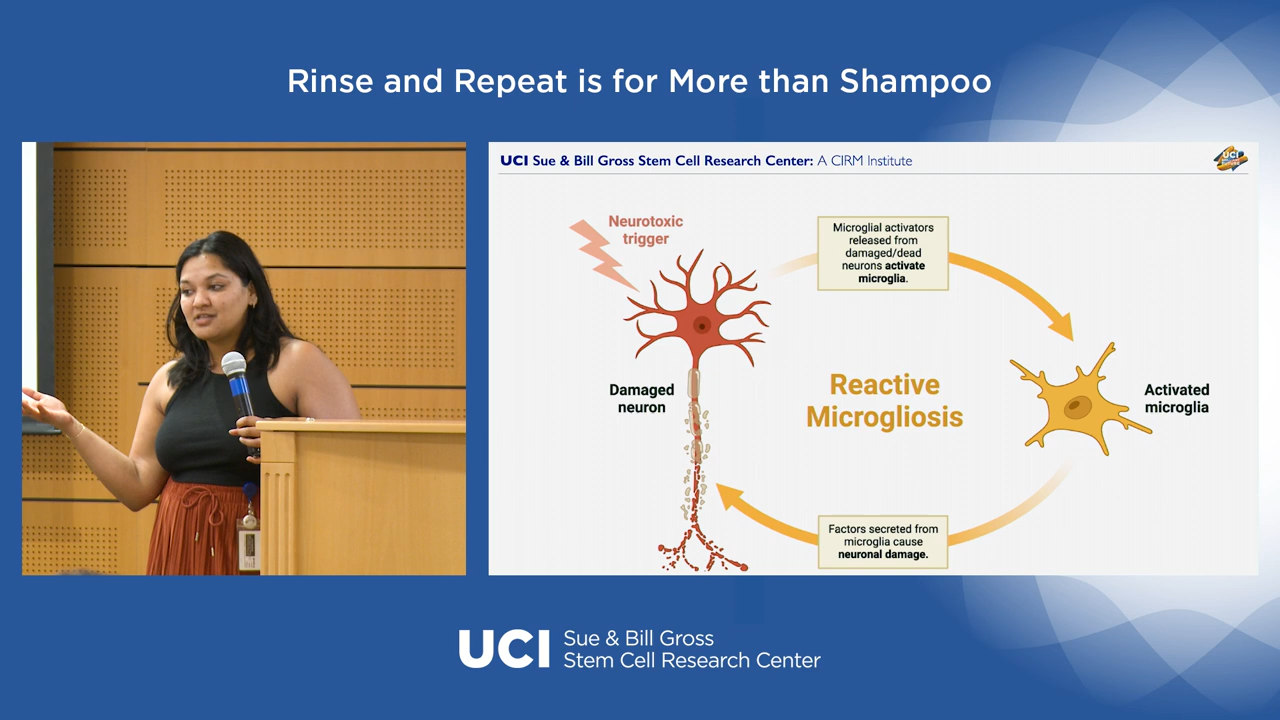 Rinse and Repeat is for More than Shampoo
UCI Sue & Bill Gross Stem Cell Research Center: A CIRM Institute
UCI
Neurotoxic
trigger
Microglial activators
released from
damaged/dead
neurons activate
microglia.
Damaged
neuron
Reactive
Microgliosis
Activated
microglia
Factors secreted from
microglia cause
neuronal damage.
UCI Sue & Bill Gross
Stem Cell Research Center